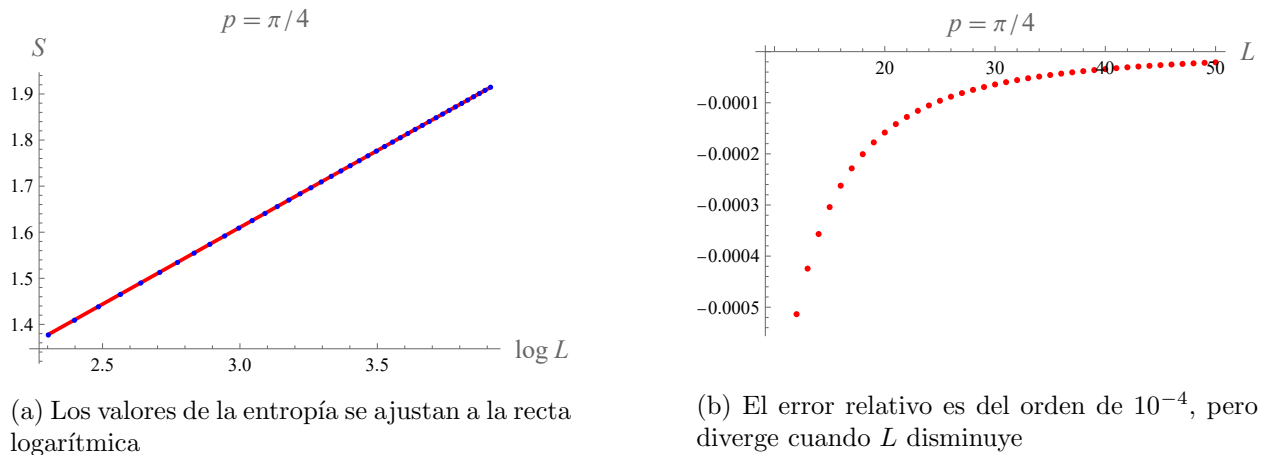 p = π/4
S
1.9
1.8
1.7
1.6
1.5
1.4
2.5 3.0 3.5
log L
(a) Los valores de la entropía se ajustan a la recta
logarítmica
p = π/4
L
20 30 40 50
−0.0001
−0.0002
−0.0003
−0.0004
−0.0005
(b) El error relativo es del orden de 10⁻⁴, pero
diverge cuando L disminuye